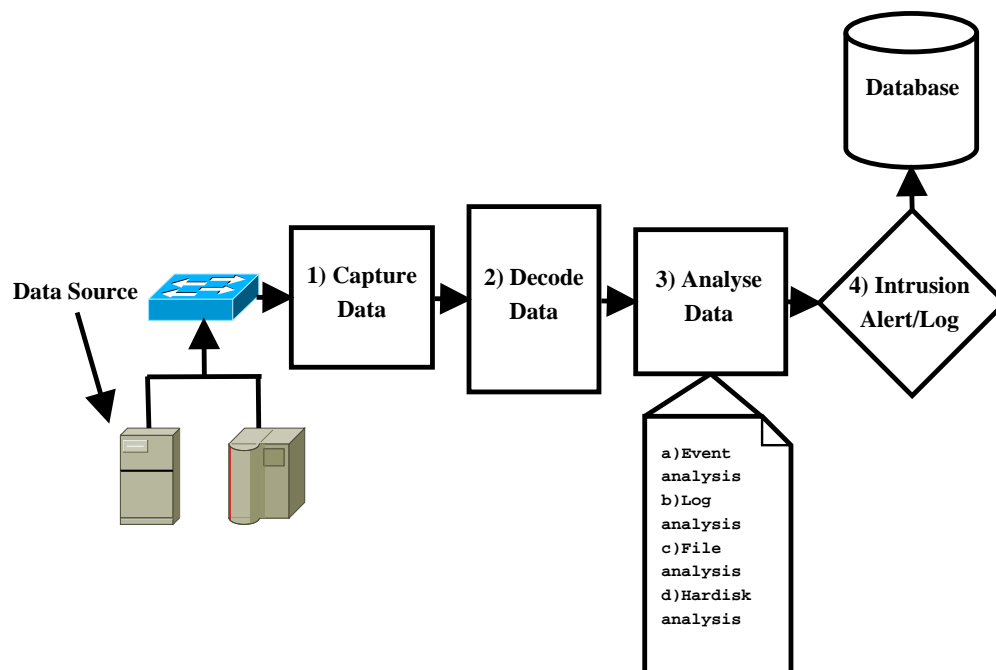 Database
Data Source
1) Capture
Data
2) Decode
Data
3) Analyse
Data
4) Intrusion
Alert/Log
a)Event
analysis
b)Log
analysis
c)File
analysis
d)Hardisk
analysis